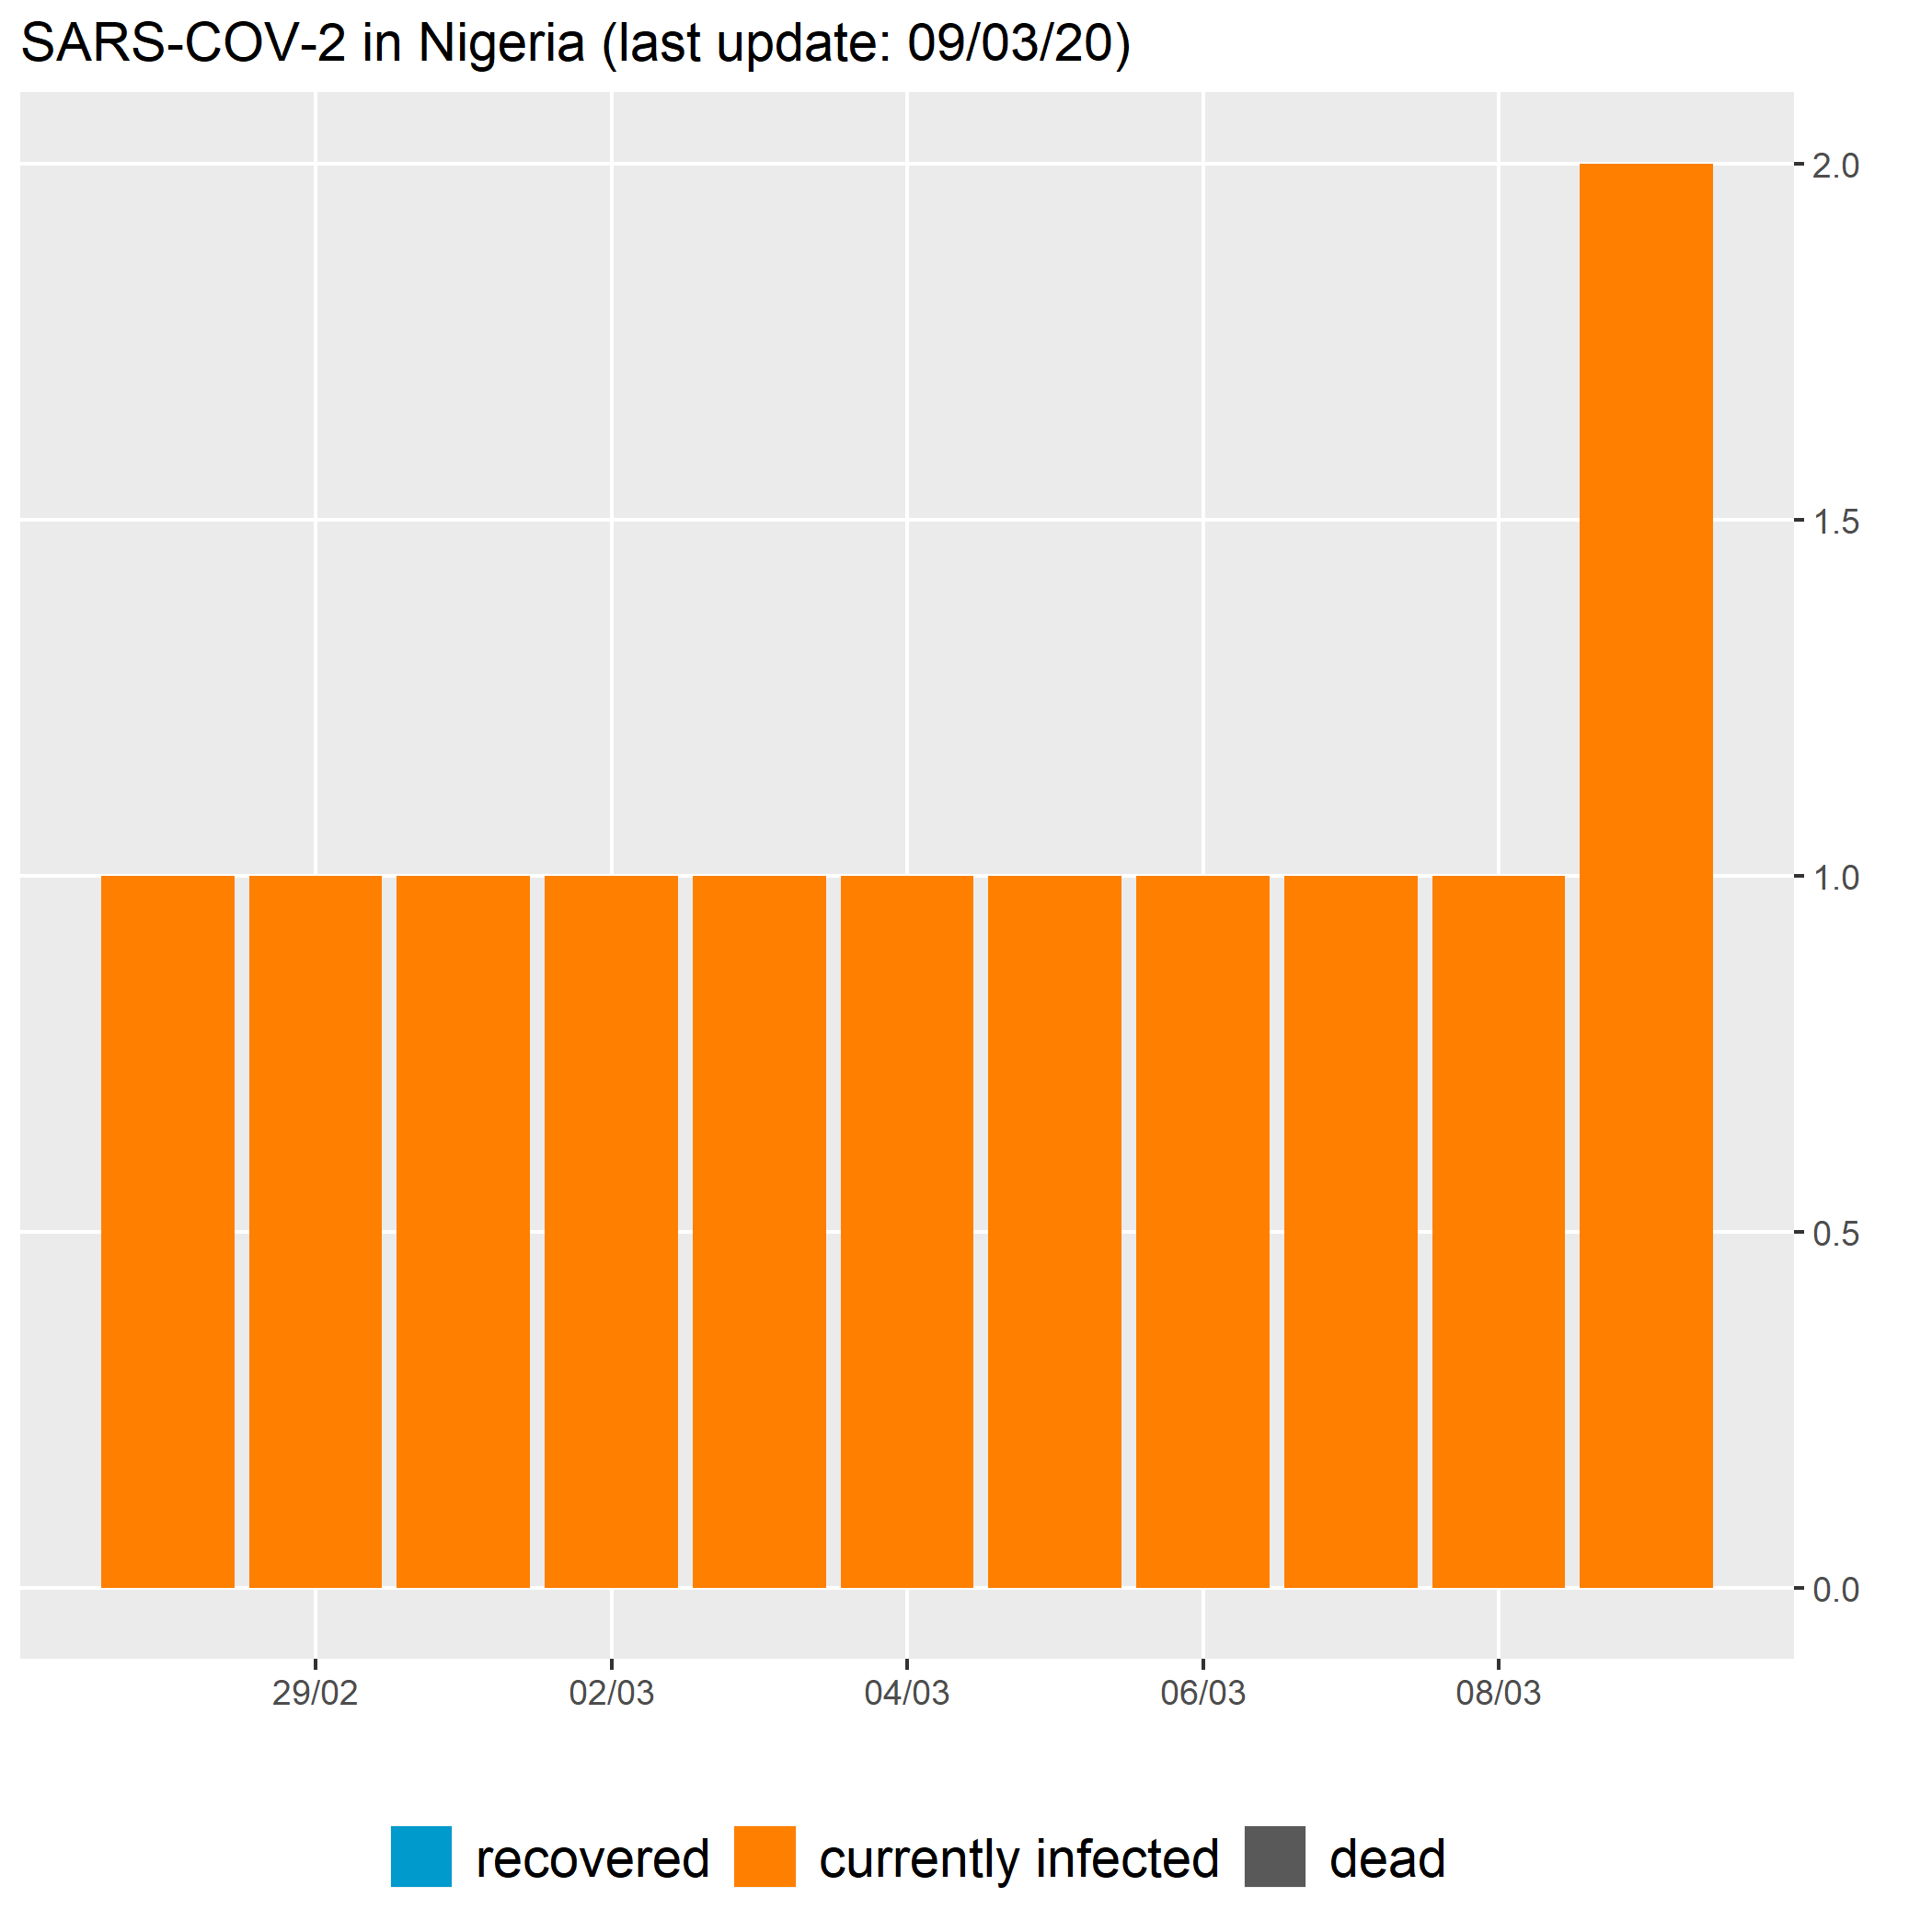 SARS-COV-2 in Nigeria (last update: 09/03/20)
2.0
1.5
1.0
0.5
0.0
29/02 02/03 04/03 06/03 08/03
recovered currently infected dead